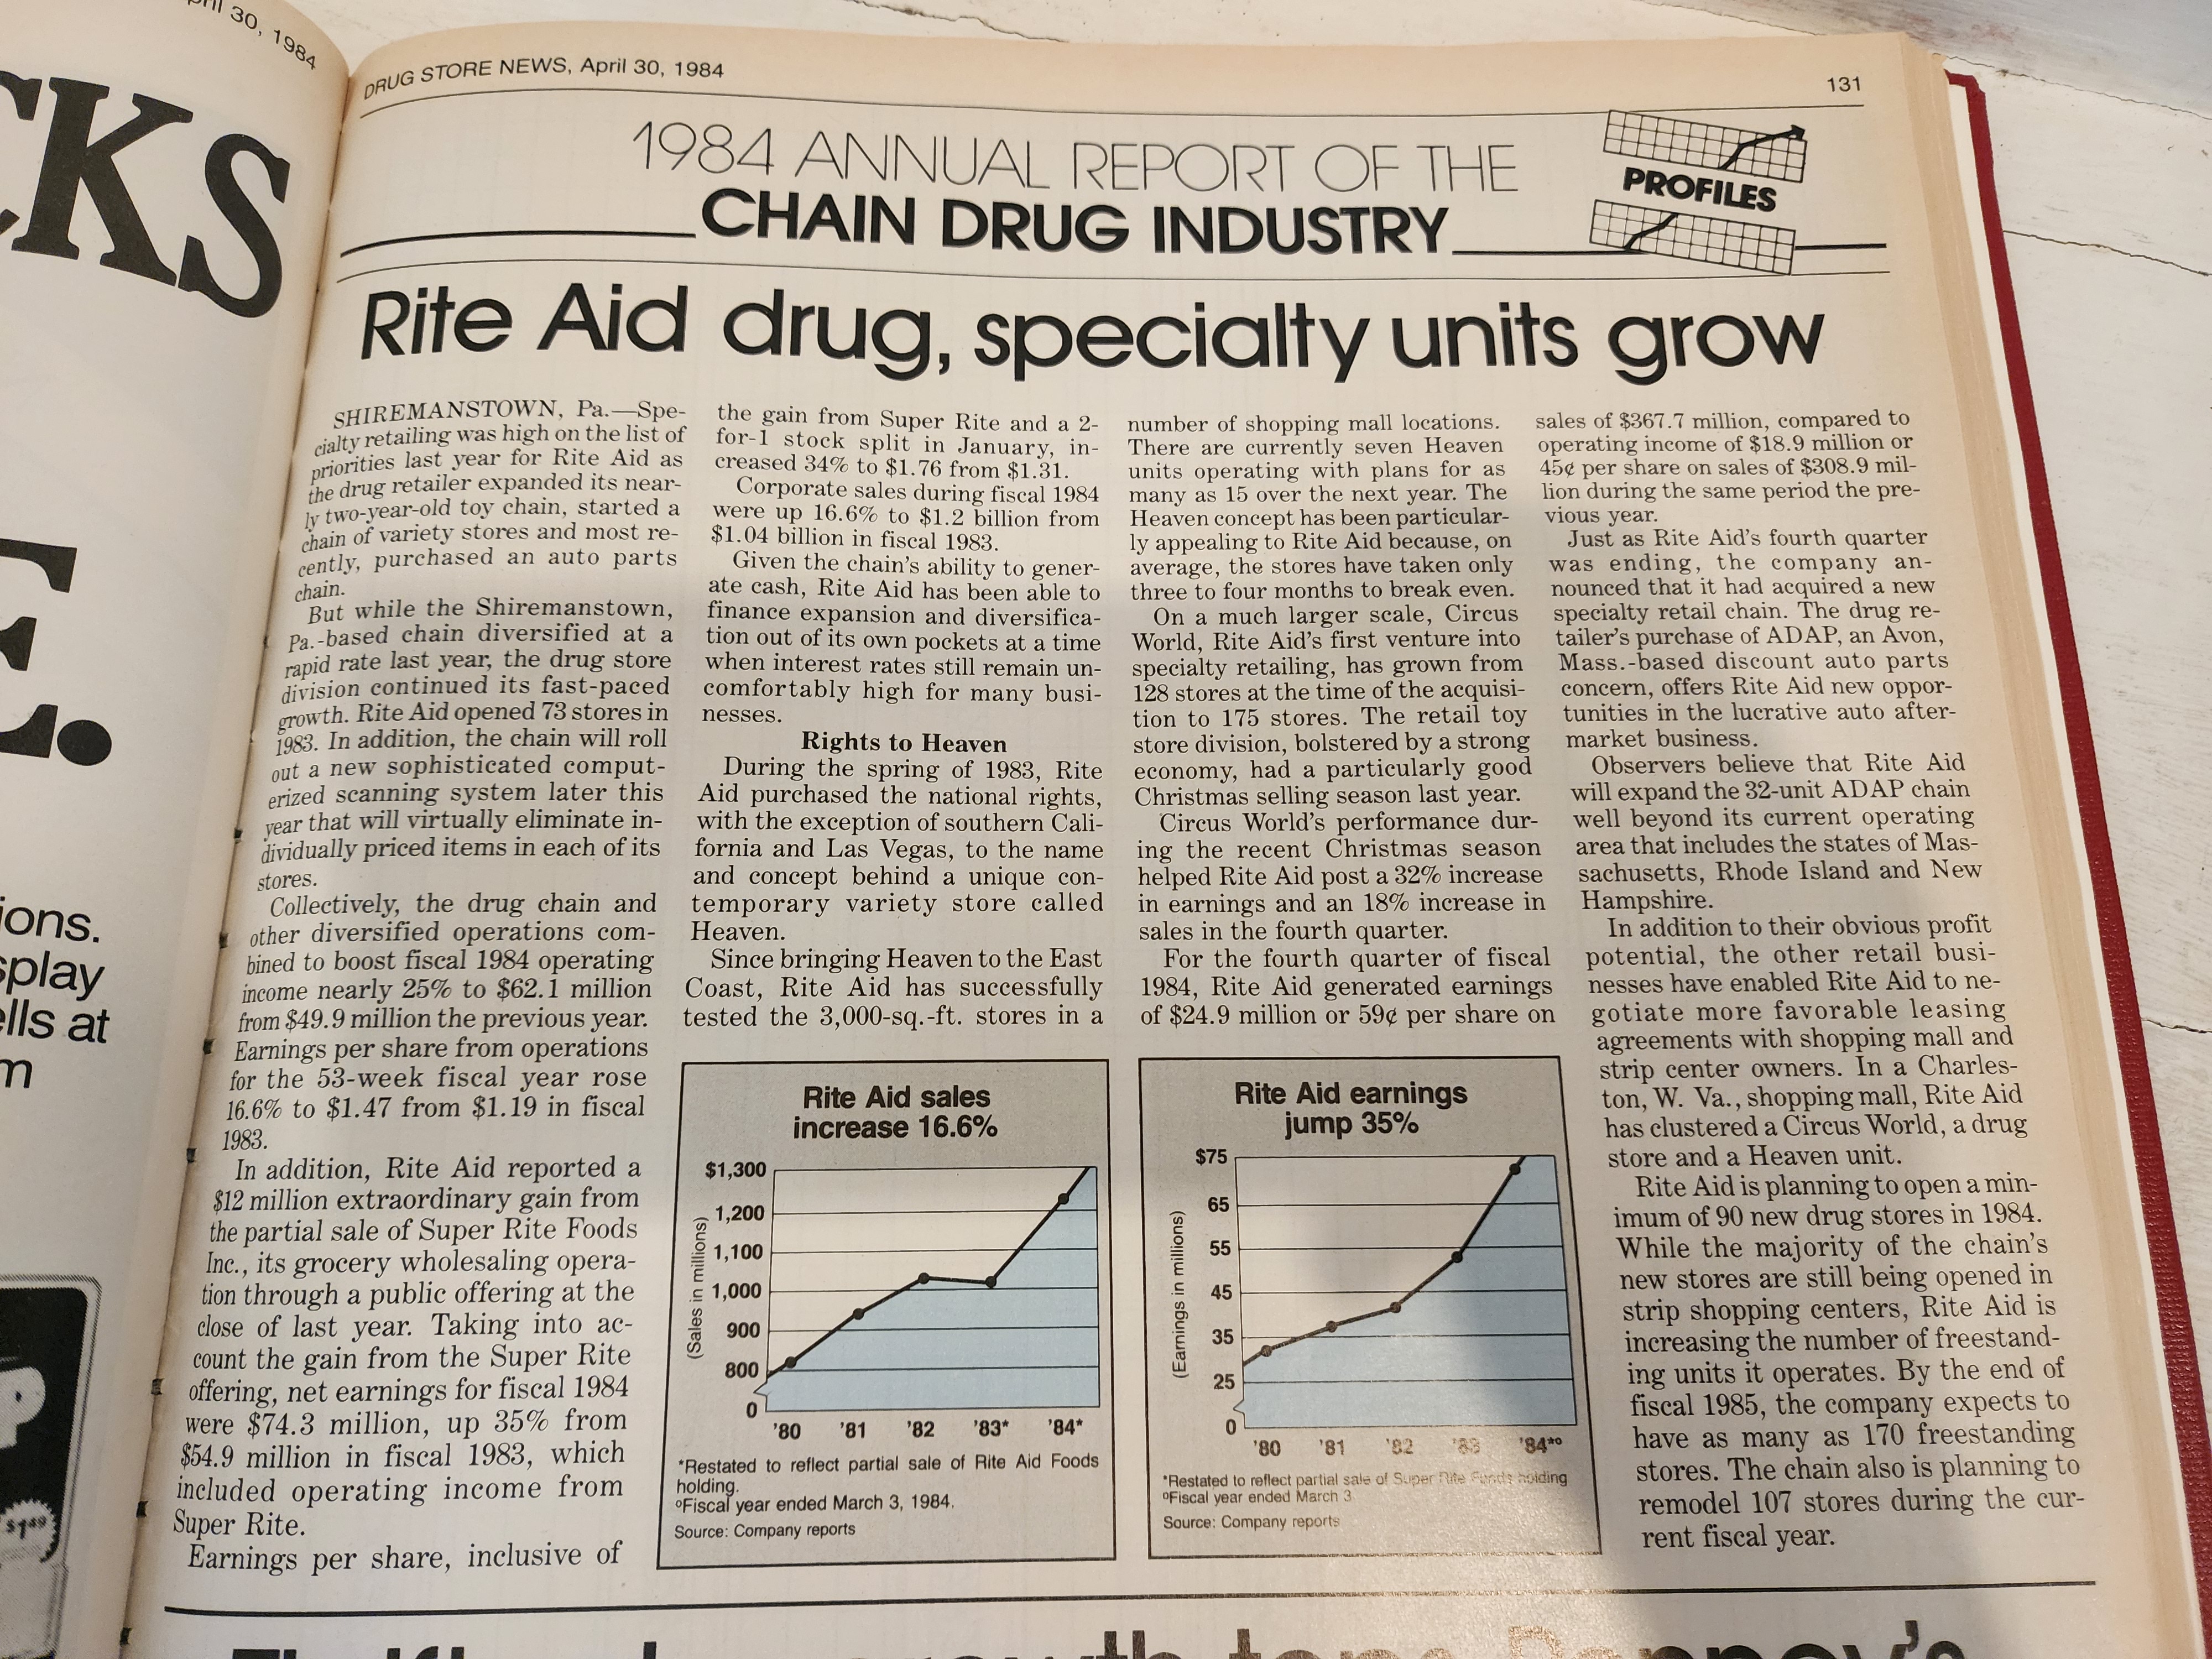 30, 1984
CKS
E.
ions.
splay
ells at
m
$1⁴⁹
DRUG STORE NEWS, April 30, 1984
131
1984 ANNUAL REPORT OF THE
CHAIN DRUG INDUSTRY
PROFILES
Rite Aid drug, specialty units grow
SHIREMANSTOWN, Pa.—Spe-
cialty retailing was high on the list of
priorities last year for Rite Aid as
the drug retailer expanded its near-
ly two-year-old toy chain, started a
chain of variety stores and most re-
cently, purchased an auto parts
chain.
But while the Shiremanstown,
Pa.-based chain diversified at a
rapid rate last year, the drug store
division continued its fast-paced
growth. Rite Aid opened 73 stores in
1983. In addition, the chain will roll
out a new sophisticated comput-
erized scanning system later this
year that will virtually eliminate in-
dividually priced items in each of its
stores.
Collectively, the drug chain and
other diversified operations com-
bined to boost fiscal 1984 operating
income nearly 25% to $62.1 million
from $49.9 million the previous year.
Earnings per share from operations
for the 53-week fiscal year rose
16.6% to $1.47 from $1.19 in fiscal
1983.
In addition, Rite Aid reported a
$12 million extraordinary gain from
the partial sale of Super Rite Foods
Inc., its grocery wholesaling opera-
tion through a public offering at the
close of last year. Taking into ac-
count the gain from the Super Rite
offering, net earnings for fiscal 1984
were $74.3 million, up 35% from
$54.9 million in fiscal 1983, which
included operating income from
Super Rite.
Earnings per share, inclusive of
the gain from Super Rite and a 2-
for-1 stock split in January, in-
creased 34% to $1.76 from $1.31.
Corporate sales during fiscal 1984
were up 16.6% to $1.2 billion from
$1.04 billion in fiscal 1983.
Given the chain's ability to gener-
ate cash, Rite Aid has been able to
finance expansion and diversifica-
tion out of its own pockets at a time
when interest rates still remain un-
comfortably high for many busi-
nesses.
Rights to Heaven
During the spring of 1983, Rite
Aid purchased the national rights,
with the exception of southern Cali-
fornia and Las Vegas, to the name
and concept behind a unique con-
temporary variety store called
Heaven.
Since bringing Heaven to the East
Coast, Rite Aid has successfully
tested the 3,000-sq.-ft. stores in a
number of shopping mall locations.
There are currently seven Heaven
units operating with plans for as
many as 15 over the next year. The
Heaven concept has been particular-
ly appealing to Rite Aid because, on
average, the stores have taken only
three to four months to break even.
On a much larger scale, Circus
World, Rite Aid's first venture into
specialty retailing, has grown from
128 stores at the time of the acquisi-
tion to 175 stores. The retail toy
store division, bolstered by a strong
economy, had a particularly good
Christmas selling season last year.
Circus World's performance dur-
ing the recent Christmas season
helped Rite Aid post a 32% increase
in earnings and an 18% increase in
sales in the fourth quarter.
For the fourth quarter of fiscal
1984, Rite Aid generated earnings
of $24.9 million or 59¢ per share on
sales of $367.7 million, compared to
operating income of $18.9 million or
45¢ per share on sales of $308.9 mil-
lion during the same period the pre-
vious year.
Just as Rite Aid's fourth quarter
was ending, the company an-
nounced that it had acquired a new
specialty retail chain. The drug re-
tailer's purchase of ADAP, an Avon,
Mass.-based discount auto parts
concern, offers Rite Aid new oppor-
tunities in the lucrative auto after-
market business.
Observers believe that Rite Aid
will expand the 32-unit ADAP chain
well beyond its current operating
area that includes the states of Mas-
sachusetts, Rhode Island and New
Hampshire.
In addition to their obvious profit
potential, the other retail busi-
nesses have enabled Rite Aid to ne-
gotiate more favorable leasing
agreements with shopping mall and
strip center owners. In a Charles-
ton, W. Va., shopping mall, Rite Aid
has clustered a Circus World, a drug
store and a Heaven unit.
Rite Aid is planning to open a min-
imum of 90 new drug stores in 1984.
While the majority of the chain's
new stores are still being opened in
strip shopping centers, Rite Aid is
increasing the number of freestand-
ing units it operates. By the end of
fiscal 1985, the company expects to
have as many as 170 freestanding
stores. The chain also is planning to
remodel 107 stores during the cur-
rent fiscal year.
Rite Aid sales
increase 16.6%
(Sales in millions)
$1,300
1,200
1,100
1,000
900
800
0
'80 '81 '82 '83* '84*
*Restated to reflect partial sale of Rite Aid Foods
holding.
ºFiscal year ended March 3, 1984.
Source: Company reports
Rite Aid earnings
jump 35%
(Earnings in millions)
$75
65
55
45
35
25
0
'80 '81 '82 '83 '84*º
*Restated to reflect partial sale of Super Rite Foods holding
ºFiscal year ended March 3
Source: Company reports
growth tops Penney's